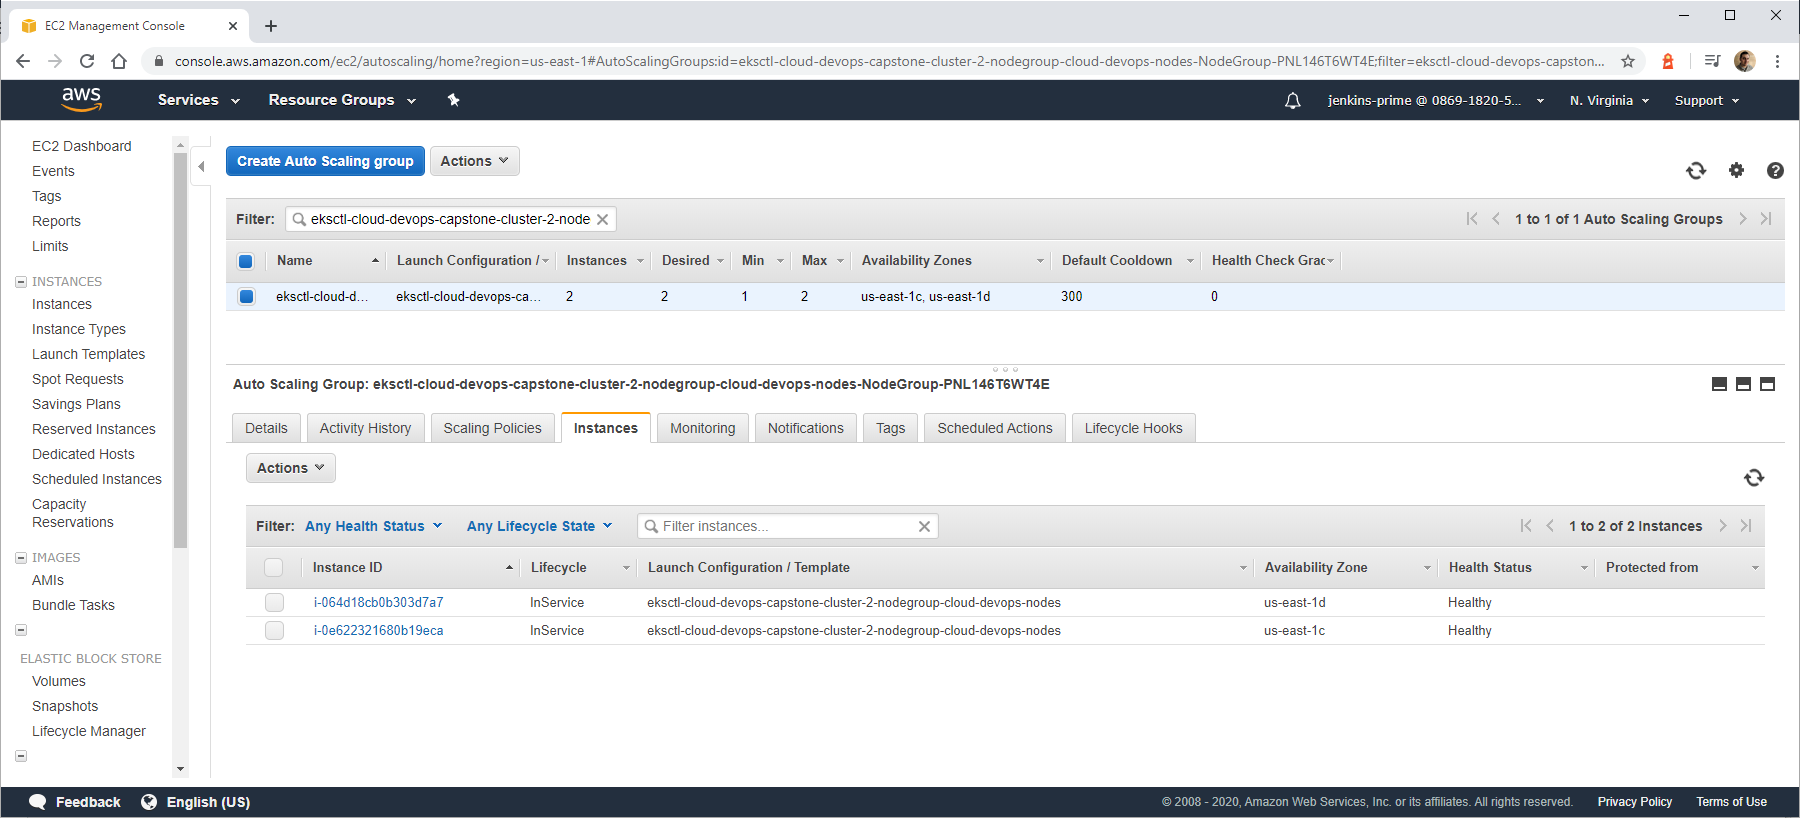 EC2 Management Console
console.aws.amazon.com/ec2/autoscaling/home?region=us-east-1#AutoScalingGroups:id=eksctl-cloud-devops-capstone-cluster-2-nodegroup-cloud-devops-nodes-NodeGroup-PNL146T6WT4E;filter=eksctl-cloud-devops-capston...
aws Services Resource Groups jenkins-prime @ 0869-1820-5... N. Virginia Support
EC2 Dashboard
Events
Tags
Reports
Limits
INSTANCES
Instances
Instance Types
Launch Templates
Spot Requests
Savings Plans
Reserved Instances
Dedicated Hosts
Scheduled Instances
Capacity
Reservations
IMAGES
AMIs
Bundle Tasks
ELASTIC BLOCK STORE
Volumes
Snapshots
Lifecycle Manager
Create Auto Scaling group Actions
Filter: eksctl-cloud-devops-capstone-cluster-2-node 1 to 1 of 1 Auto Scaling Groups
Name Launch Configuration / Instances Desired Min Max Availability Zones Default Cooldown Health Check Grac
eksctl-cloud-d... eksctl-cloud-devops-ca... 2 2 1 2 us-east-1c, us-east-1d 300 0
Auto Scaling Group: eksctl-cloud-devops-capstone-cluster-2-nodegroup-cloud-devops-nodes-NodeGroup-PNL146T6WT4E
Details Activity History Scaling Policies Instances Monitoring Notifications Tags Scheduled Actions Lifecycle Hooks
Actions
Filter: Any Health Status Any Lifecycle State Filter instances... 1 to 2 of 2 Instances
Instance ID Lifecycle Launch Configuration / Template Availability Zone Health Status Protected from
i-064d18cb0b303d7a7 InService eksctl-cloud-devops-capstone-cluster-2-nodegroup-cloud-devops-nodes us-east-1d Healthy
i-0e622321680b19eca InService eksctl-cloud-devops-capstone-cluster-2-nodegroup-cloud-devops-nodes us-east-1c Healthy
Feedback English (US) © 2008 - 2020, Amazon Web Services, Inc. or its affiliates. All rights reserved. Privacy Policy Terms of Use